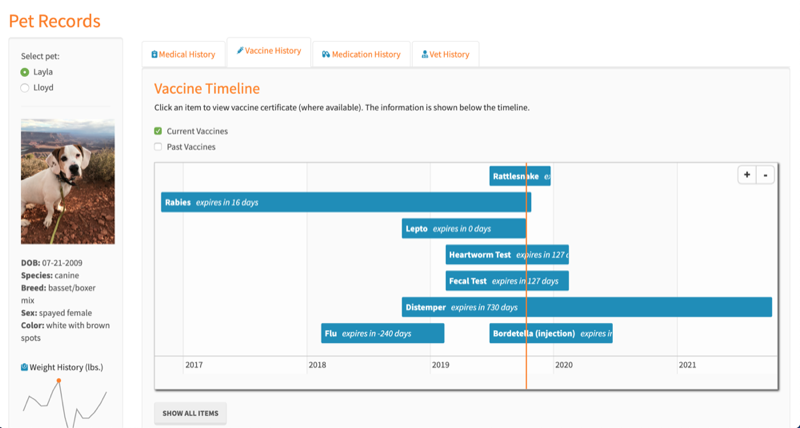 Pet Records
Select pet:
Layla
Lloyd
DOB: 07-21-2009
Species: canine
Breed: basset/boxer
mix
Sex: spayed female
Color: white with brown
spots
Weight History (lbs.)
Medical History
Vaccine History
Medication History
Vet History
Vaccine Timeline
Click an item to view vaccine certificate (where available). The information is shown below the timeline.
Current Vaccines
Past Vaccines
+ -
Rattlesnake
Rabies expires in 16 days
Lepto expires in 0 days
Heartworm Test expires in 127
Fecal Test expires in 127 days
Distemper expires in 730 days
Flu expires in -240 days
Bordetella (injection) expires
2017 2018 2019 2020 2021
SHOW ALL ITEMS